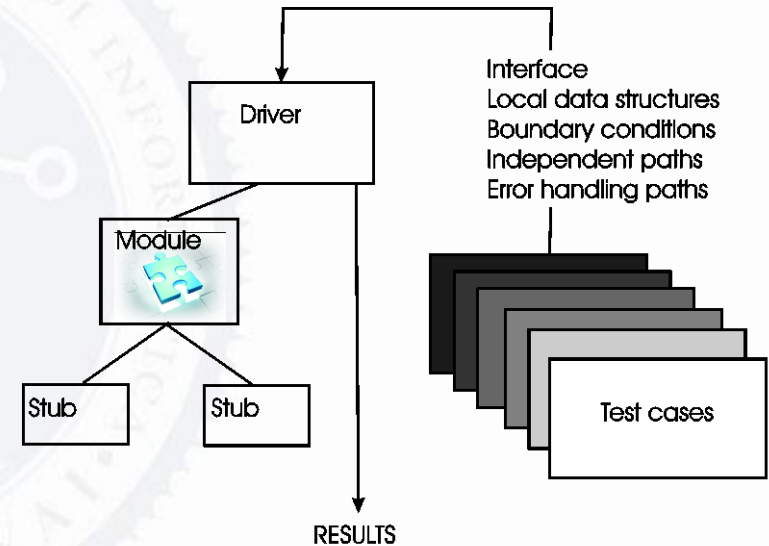 Interface
Local data structures
Boundary conditions
Independent paths
Error handling paths
Driver
Module
Stub
Stub
Test cases
RESULTS